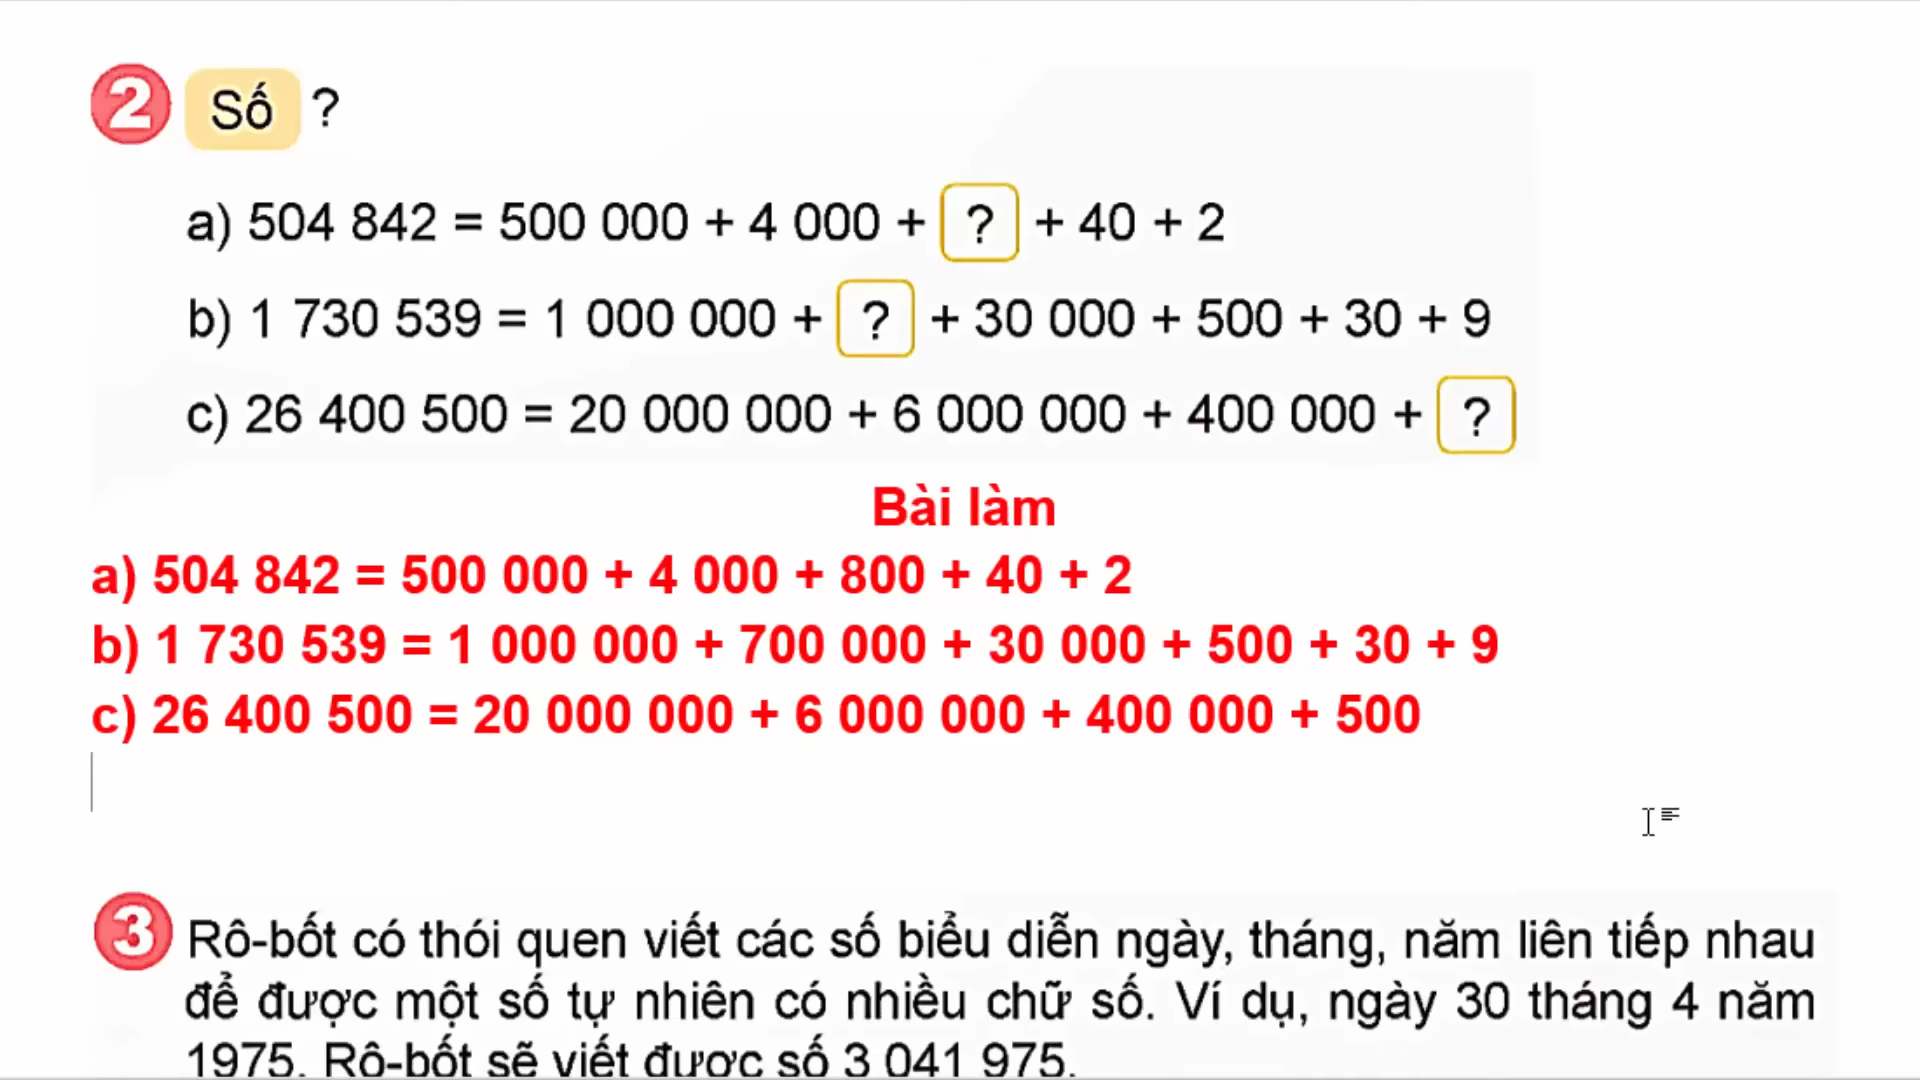 2 Số ?
a) 504 842 = 500 000 + 4 000 + ? + 40 + 2
b) 1 730 539 = 1 000 000 + ? + 30 000 + 500 + 30 + 9
c) 26 400 500 = 20 000 000 + 6 000 000 + 400 000 + ?
Bài làm
a) 504 842 = 500 000 + 4 000 + 800 + 40 + 2
b) 1 730 539 = 1 000 000 + 700 000 + 30 000 + 500 + 30 + 9
c) 26 400 500 = 20 000 000 + 6 000 000 + 400 000 + 500
3 Rô-bốt có thói quen viết các số biểu diễn ngày, tháng, năm liên tiếp nhau
để được một số tự nhiên có nhiều chữ số. Ví dụ, ngày 30 tháng 4 năm
1975, Rô-bốt sẽ viết được số 3 041 975.